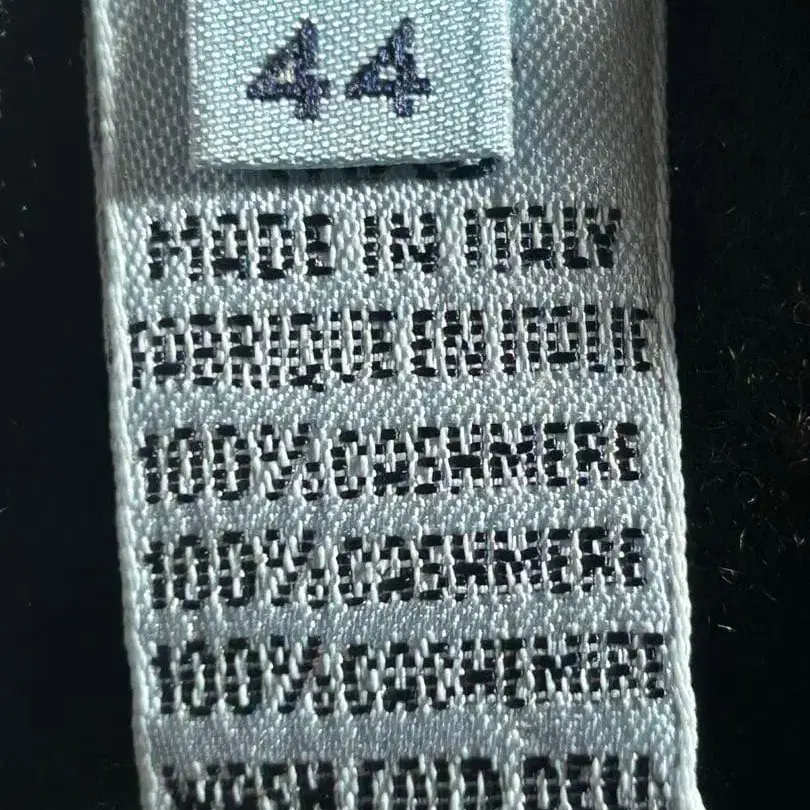 44
MADE IN ITALY
FABRIQUE EN ITALIE
100% CASHMERE
100% CASHMERE
100% CACHEMIRE